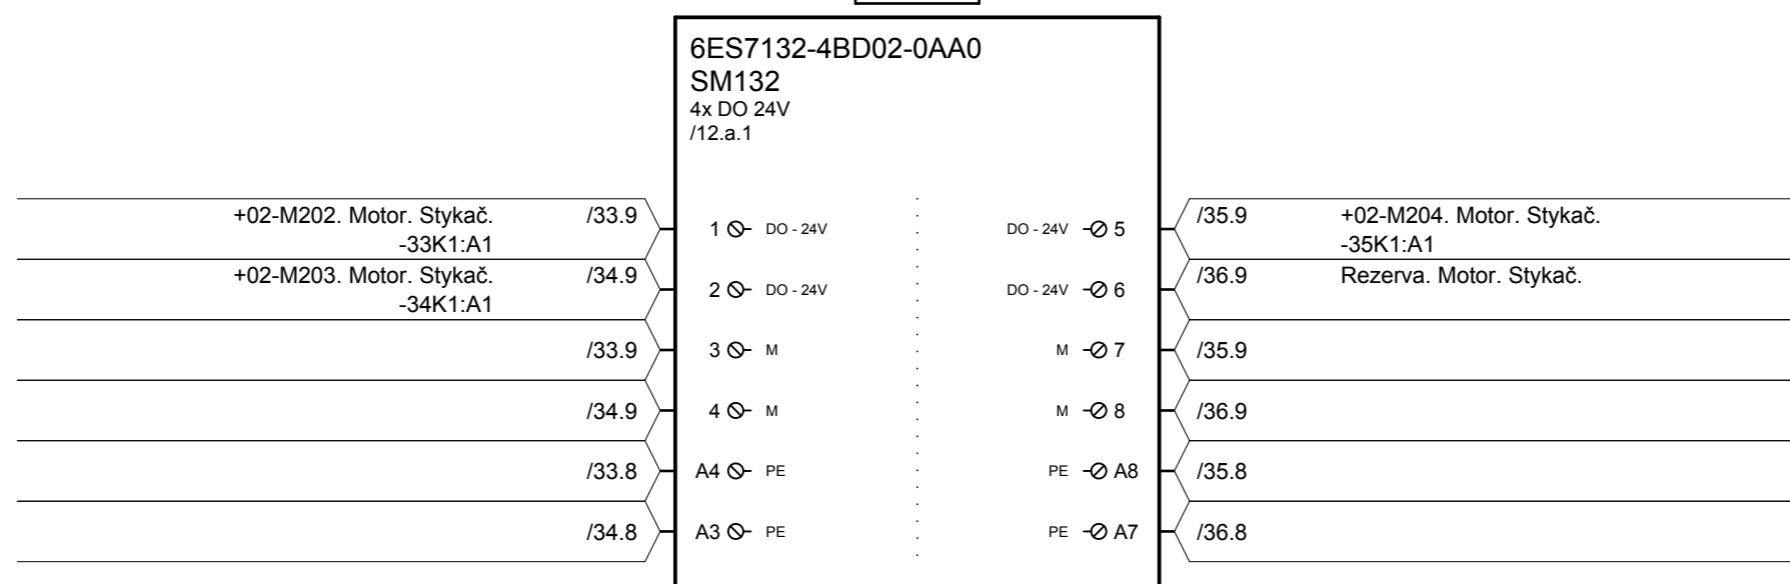 6ES7132-4BD02-0AA0
SM132
4x DO 24V
/12.a.1
+02-M202. Motor. Stykač. /33.9 1 DO - 24V DO - 24V 5 /35.9 +02-M204. Motor. Stykač.
-33K1:A1 -35K1:A1
+02-M203. Motor. Stykač. /34.9 2 DO - 24V DO - 24V 6 /36.9 Rezerva. Motor. Stykač.
-34K1:A1
/33.9 3 M M 7 /35.9
/34.9 4 M M 8 /36.9
/33.8 A4 PE PE A8 /35.8
/34.8 A3 PE PE A7 /36.8